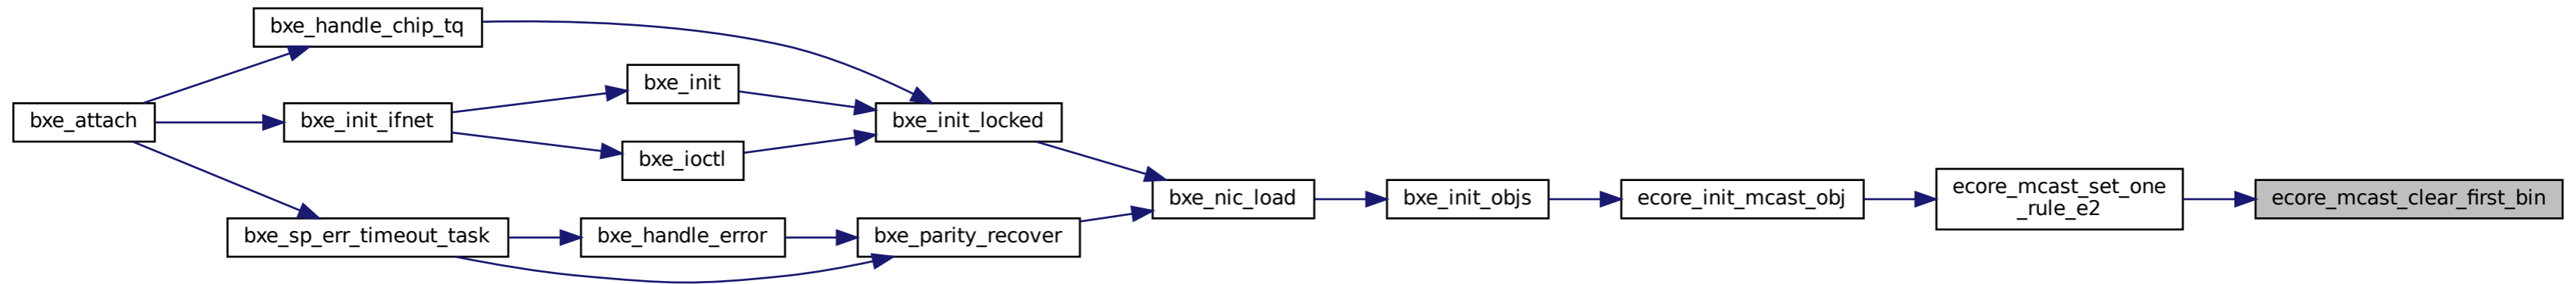 bxe_handle_chip_tq
bxe_init
bxe_attach
bxe_init_ifnet
bxe_init_locked
bxe_ioctl
bxe_nic_load
bxe_init_objs
ecore_init_mcast_obj
ecore_mcast_set_one
_rule_e2
ecore_mcast_clear_first_bin
bxe_sp_err_timeout_task
bxe_handle_error
bxe_parity_recover